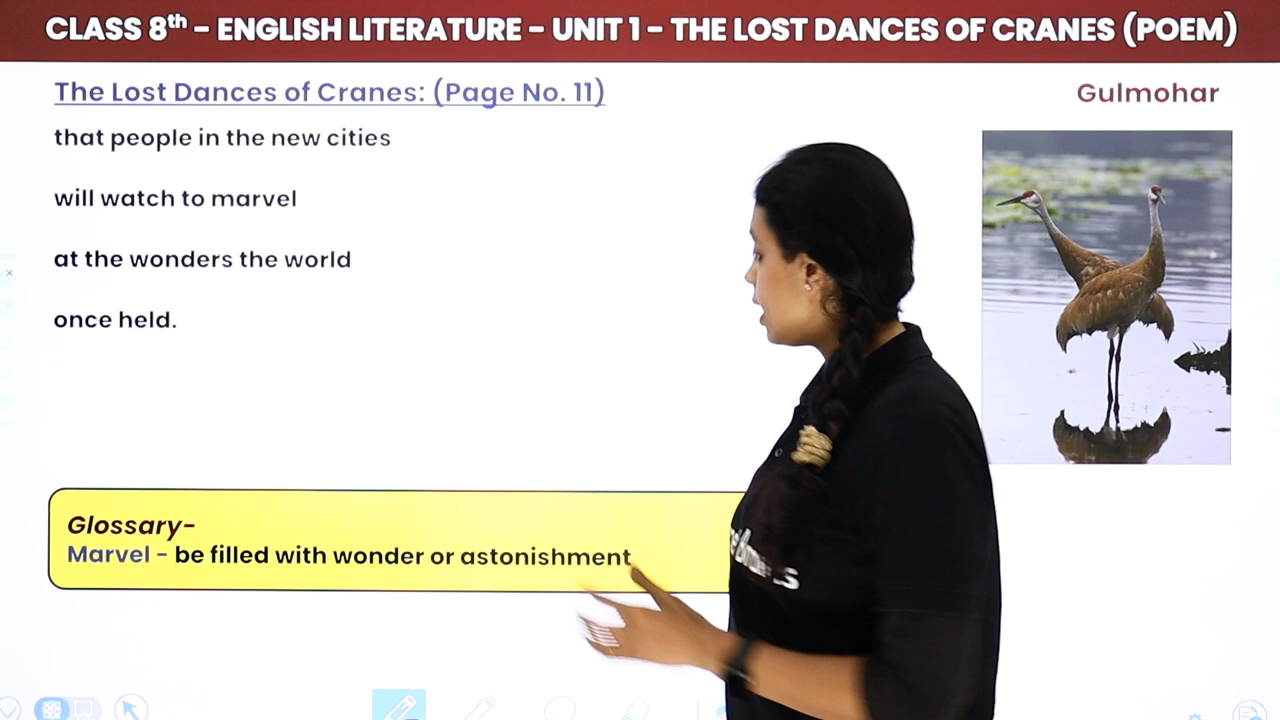 CLASS 8th – ENGLISH LITERATURE – UNIT 1 – THE LOST DANCES OF CRANES (POEM)
The Lost Dances of Cranes: (Page No. 11)
Gulmohar
that people in the new cities
will watch to marvel
at the wonders the world
once held.
Glossary-
Marvel - be filled with wonder or astonishment